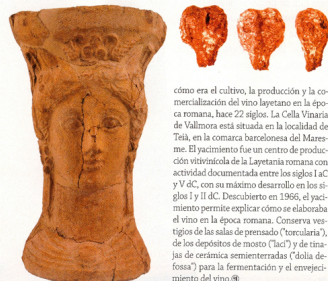 cómo era el cultivo, la producción y la co-
mercialización del vino layetano en la épo-
ca romana, hace 22 siglos. La Cella Vinaria
de Vallmora está situada en la localidad de
Teià, en la comarca barcelonesa del Mares-
me. El yacimiento fue un centro de produc-
ción vitivinícola de la Layetania romana con
actividad documentada entre los siglos I aC
y V dC, con su máximo desarrollo en los si-
glos I y II dC. Descubierto en 1966, el yaci-
miento permite explicar cómo se elaboraba
el vino en la época romana. Conserva ves-
tigios de las salas de prensado ("torcularia"),
de los depósitos de mosto ("laci") y de tina-
jas de cerámica semienterradas ("dolia de-
fossa") para la fermentación y el envejeci-
miento del vino.